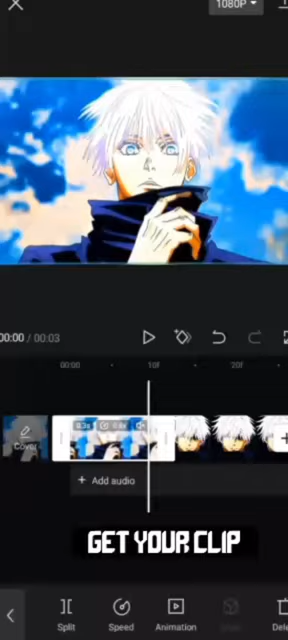 1080P
00:00 / 00:03
00:00 10f 20f
Cover
+ Add audio
GET YOUR CLIP
Split Speed Animation